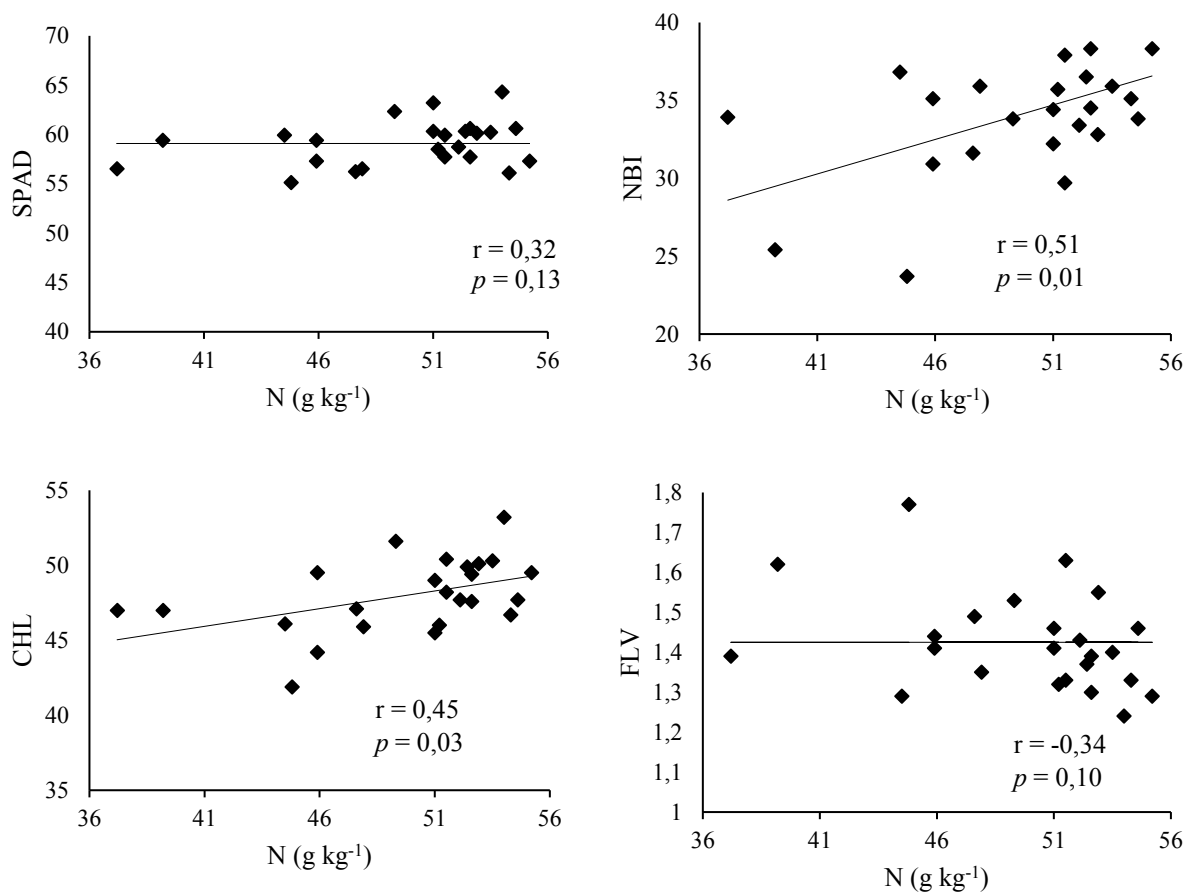 70
65
60
55
50
45
40
SPAD
r = 0,32
p = 0,13
36 41 46 51 56
N (g kg-1)
40
35
30
25
20
NBI
r = 0,51
p = 0,01
36 41 46 51 56
N (g kg-1)
55
50
45
40
35
CHL
r = 0,45
p = 0,03
36 41 46 51 56
N (g kg-1)
1,8
1,7
1,6
1,5
1,4
1,3
1,2
1,1
1
FLV
r = -0,34
p = 0,10
36 41 46 51 56
N (g kg-1)